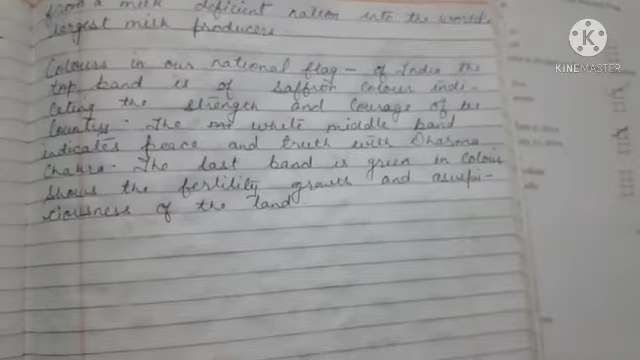 from a milk deficient nation into the world
largest milk producers
Colours in our national flag - of India the
top band is of saffron colour indi-
cating the strength and courage of the
country. The white middle band
indicates peace and truth with Dharma
Chakra. The last band is green in colour
shows the fertility growth and auspi-
ciousness of the land
KINEMASTER